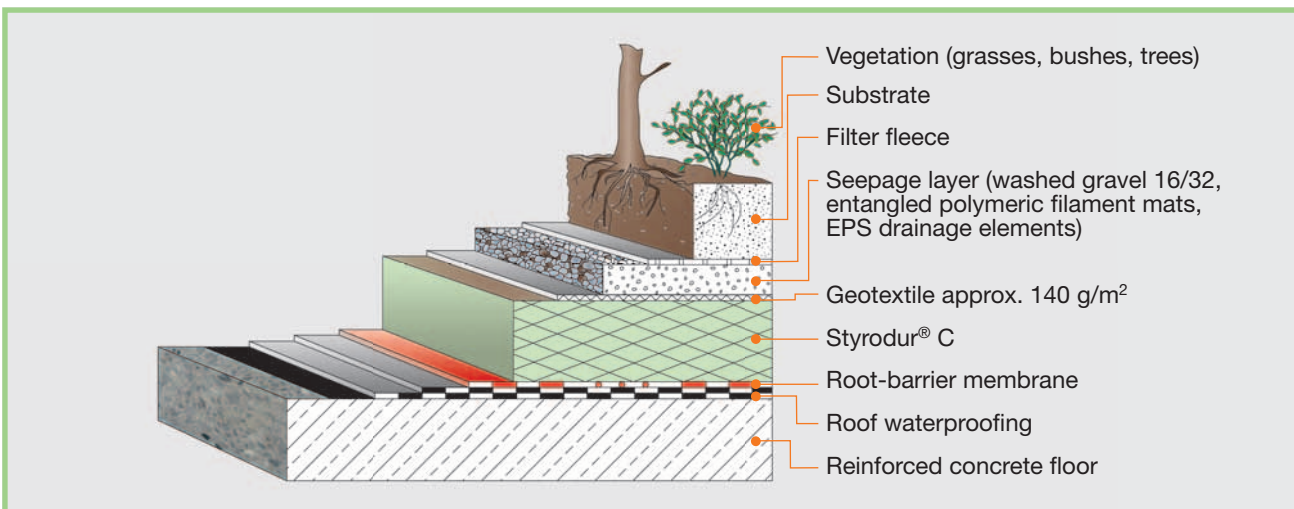 Vegetation (grasses, bushes, trees)
Substrate
Filter fleece
Seepage layer (washed gravel 16/32,
entangled polymeric filament mats,
EPS drainage elements)
Geotextile approx. 140 g/m²
Styrodur® C
Root-barrier membrane
Roof waterproofing
Reinforced concrete floor